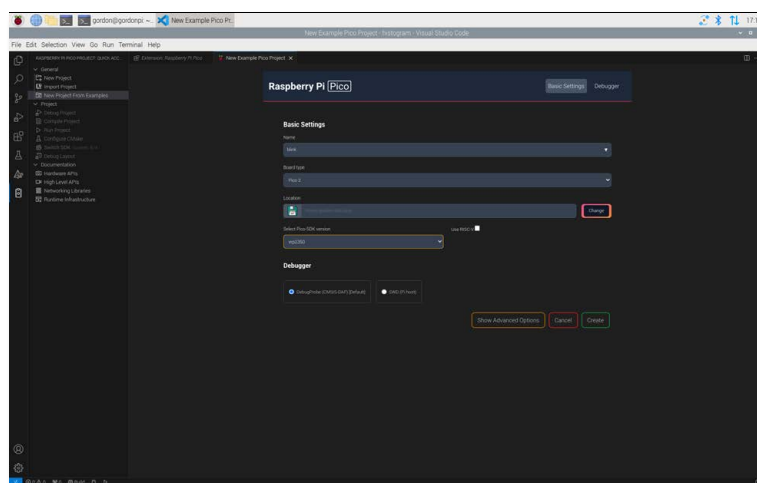 gordon@gordonpi: ~
New Example Pico Pr...
New Example Pico Project - histogram - Visual Studio Code
File Edit Selection View Go Run Terminal Help
RASPBERRY PI PICO PROJECT: QUICK ACC...
Extension: Raspberry Pi Pico
New Example Pico Project
General
New Project
Import Project
New Project From Examples
Project
Debug Project
Compile Project
Run Project
Configure CMake
Switch SDK
Debug Layout
Documentation
Hardware APIs
High Level APIs
Networking Libraries
Runtime Infrastructure
Raspberry Pi Pico
Basic Settings
Debugger
Basic Settings
Name
blink
Board type
Pico 2
Location
Change
Select Pico SDK version
Use RISC-V
Debugger
DebugProbe (CMSIS-DAP) [Default]
SWD (Pi host)
Show Advanced Options
Cancel
Create